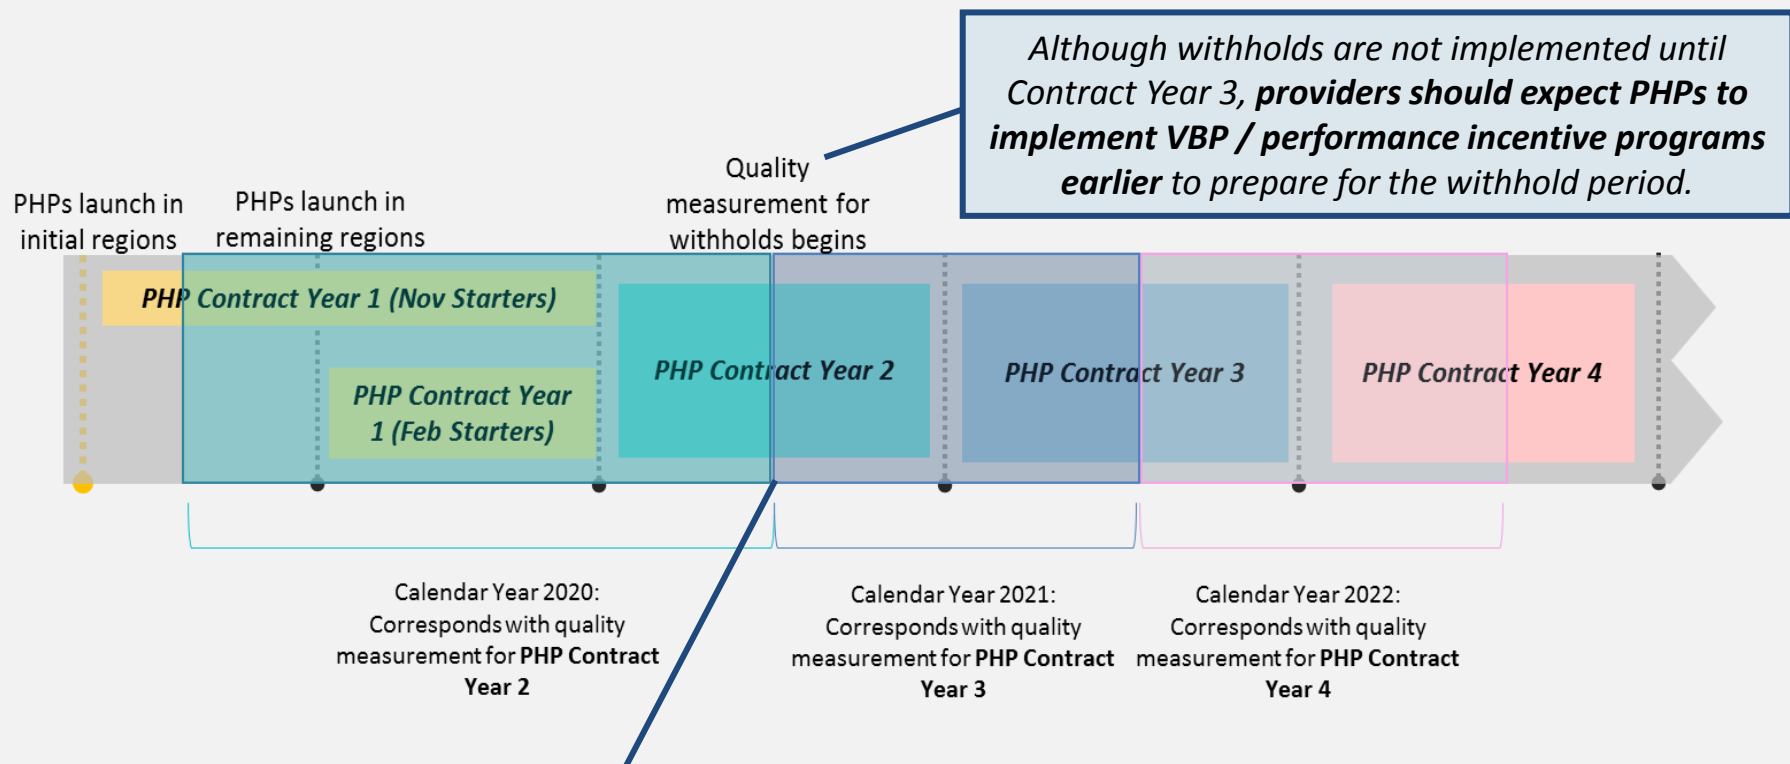 Although withholds are not implemented until
Contract Year 3, providers should expect PHPs to
implement VBP / performance incentive programs
earlier to prepare for the withhold period.
PHPs launch in
initial regions
PHPs launch in
remaining regions
Quality
measurement for
withholds begins
PHP Contract Year 1 (Nov Starters)
PHP Contract Year
1 (Feb Starters)
PHP Contract Year 2
PHP Contract Year 3
PHP Contract Year 4
Calendar Year 2020:
Corresponds with quality
measurement for PHP Contract
Year 2
Calendar Year 2021:
Corresponds with quality
measurement for PHP Contract
Year 3
Calendar Year 2022:
Corresponds with quality
measurement for PHP Contract
Year 4